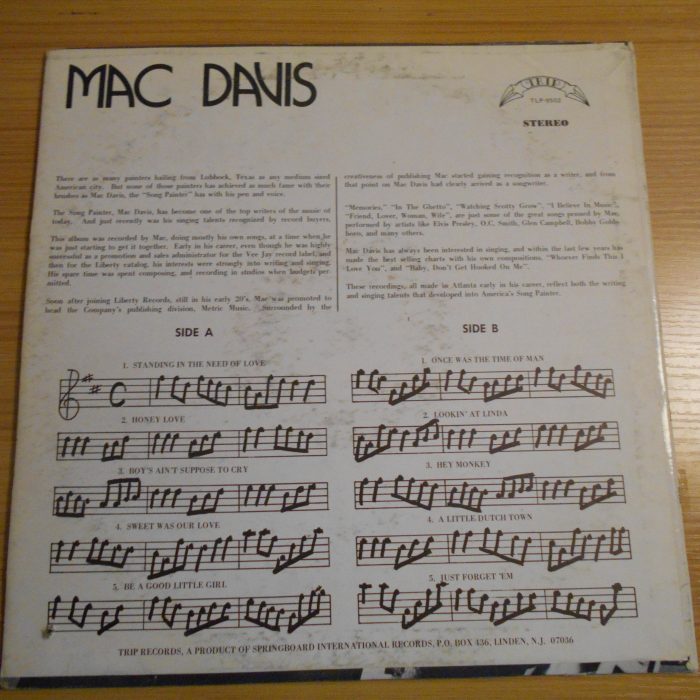 MAC DAVIS
TRIP
TLP-9502
STEREO
There are as many painters hailing from Lubbock, Texas as any medium sized
American city. But none of those painters has achieved as much fame with their
brushes as Mac Davis, the "Song Painter" has with his pen and voice.
The Song Painter, Mac Davis, has become one of the top writers of the music of
today. And just recently was his singing talents recognized by record buyers.
This album was recorded by Mac, doing mostly his own songs, at a time when he
was just starting to get it together. Early in his career, even though he was highly
successful as a promotion and sales administrator for the Vee Jay record label, and
then for the Liberty catalog, his interests were strongly into writing and singing.
His spare time was spent composing, and recording in studios when budgets per-
mitted.
Soon after joining Liberty Records, still in his early 20's, Mac was promoted to
head the Company's publishing division, Metric Music. Surrounded by the
creativeness of publishing Mac started gaining recognition as a writer, and from
that point on Mac Davis had clearly arrived as a songwriter.
"Memories," "In The Ghetto", "Watching Scotty Grow", "I Believe In Music",
"Friend, Lover, Woman, Wife", are just some of the great songs penned by Mac,
performed by artists like Elvis Presley, O.C. Smith, Glen Campbell, Bobby Golds-
boro, and many others.
Mac Davis has always been interested in singing, and within the last few years has
made the best selling charts with his own compositions, "Whoever Finds This I
Love You", and "Baby, Don't Get Hooked On Me".
These recordings, all made in Atlanta early in his career, reflect both the writing
and singing talents that developed into America's Song Painter.
SIDE A
1. STANDING IN THE NEED OF LOVE
2. HONEY LOVE
3. BOY'S AIN'T SUPPOSE TO CRY
4. SWEET WAS OUR LOVE
5. BE A GOOD LITTLE GIRL
SIDE B
1. ONCE WAS THE TIME OF MAN
2. LOOKIN' AT LINDA
3. HEY MONKEY
4. A LITTLE DUTCH TOWN
5. JUST FORGET 'EM
TRIP RECORDS, A PRODUCT OF SPRINGBOARD INTERNATIONAL RECORDS, P.O. BOX 436, LINDEN, N.J. 07036